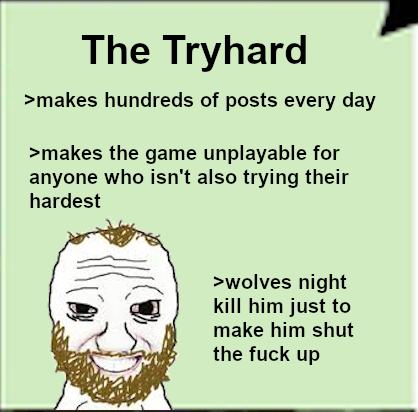 The Tryhard
>makes hundreds of posts every day
>makes the game unplayable for
anyone who isn't also trying their
hardest
>wolves night
kill him just to
make him shut
the fuck up